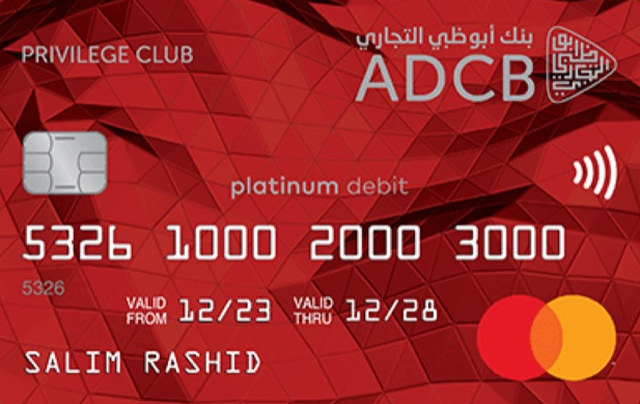 PRIVILEGE CLUB
بنك أبوظبي التجاري
ADCB
platinum debit
5326 1000 2000 3000
5326
VALID FROM 12/23 VALID THRU 12/28
SALIM RASHID